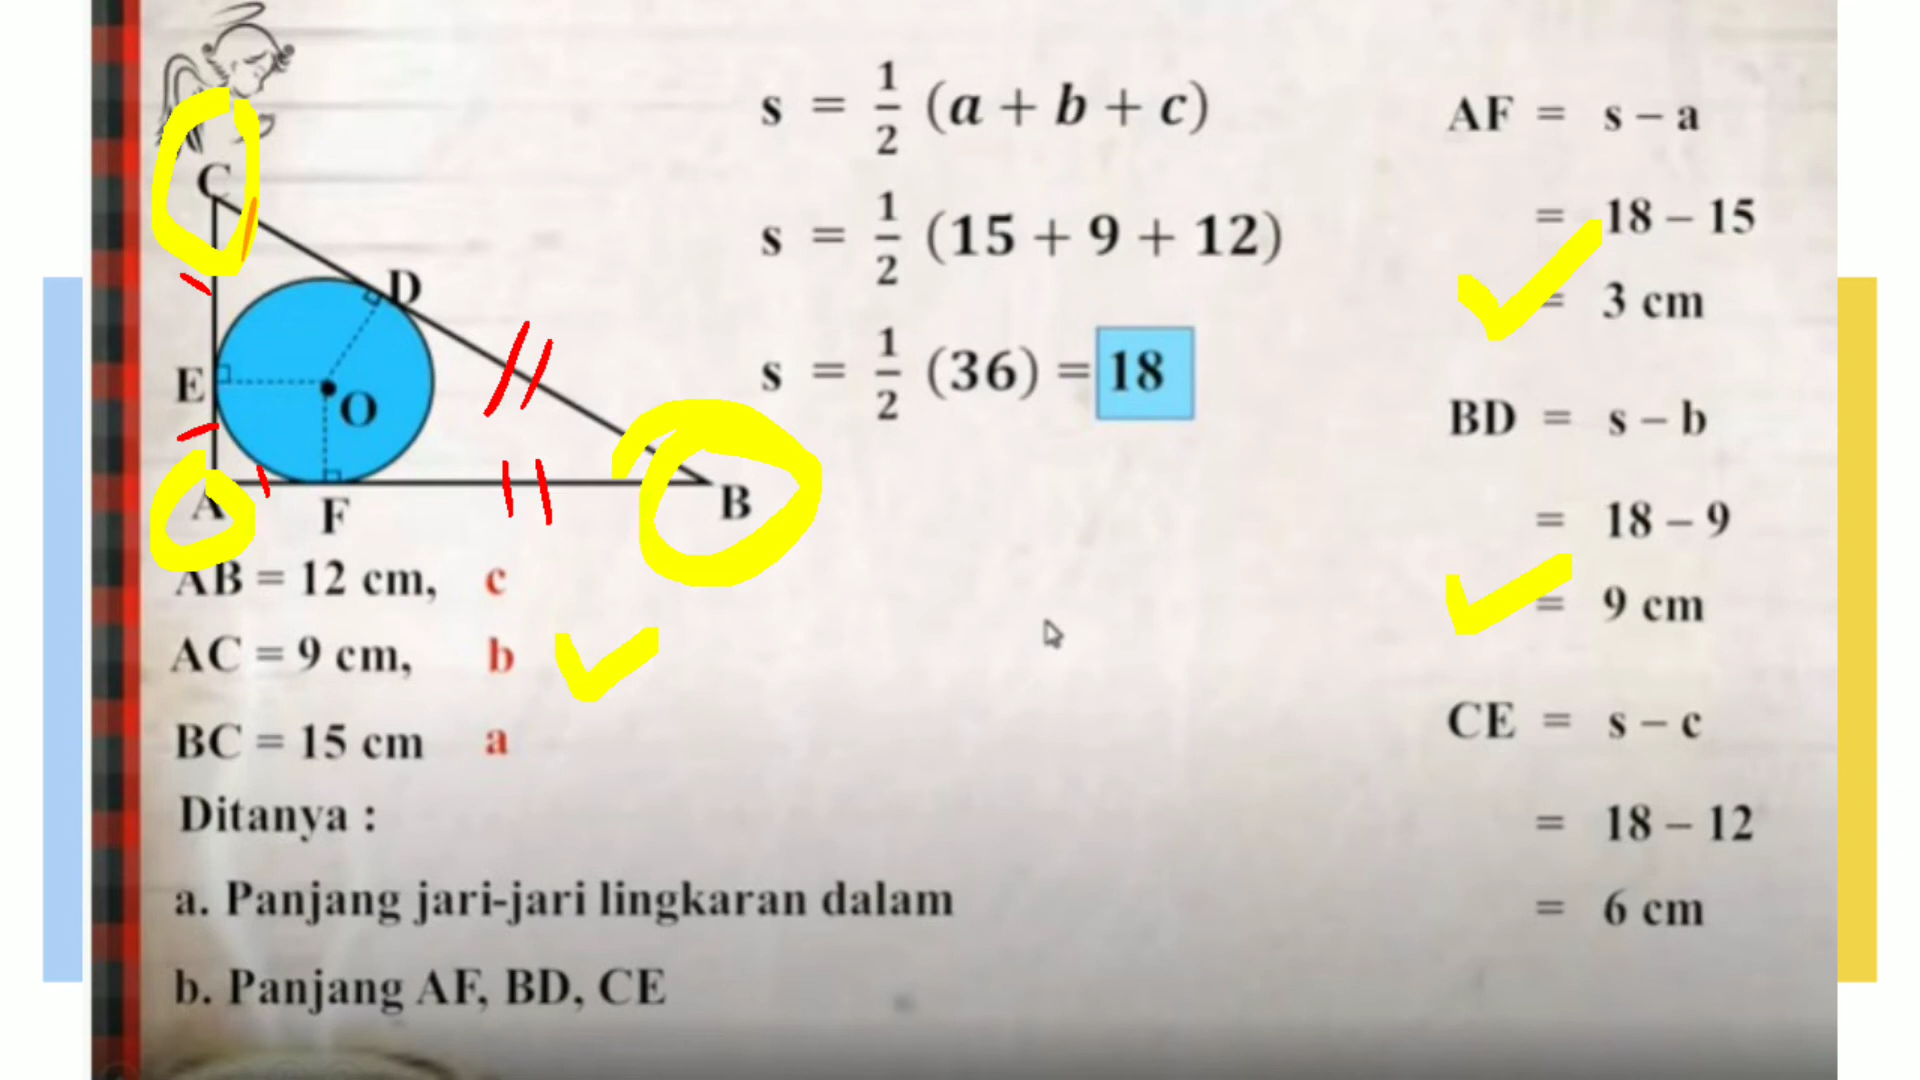 C
D
E
O
A
F
B
AB = 12 cm, c
AC = 9 cm, b
BC = 15 cm a
Ditanya :
a. Panjang jari-jari lingkaran dalam
b. Panjang AF, BD, CE
s = 1/2 (a + b + c)
s = 1/2 (15 + 9 + 12)
s = 1/2 (36) = 18
AF = s – a
= 18 – 15
= 3 cm
BD = s – b
= 18 – 9
= 9 cm
CE = s – c
= 18 – 12
= 6 cm